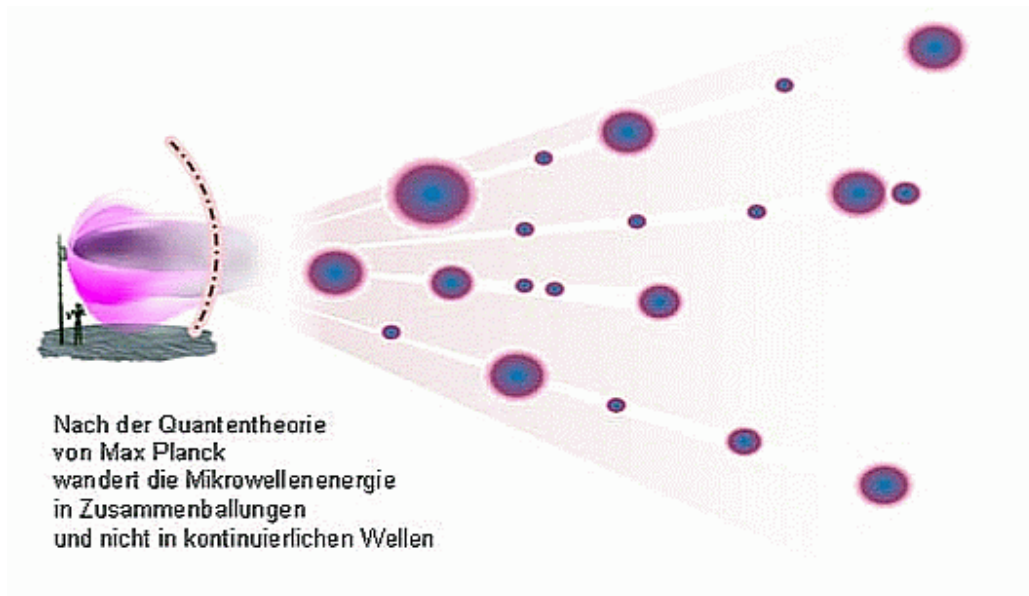 Nach der Quantentheorie
von Max Planck
wandert die Mikrowellenenergie
in Zusammenballungen
und nicht in kontinuierlichen Wellen